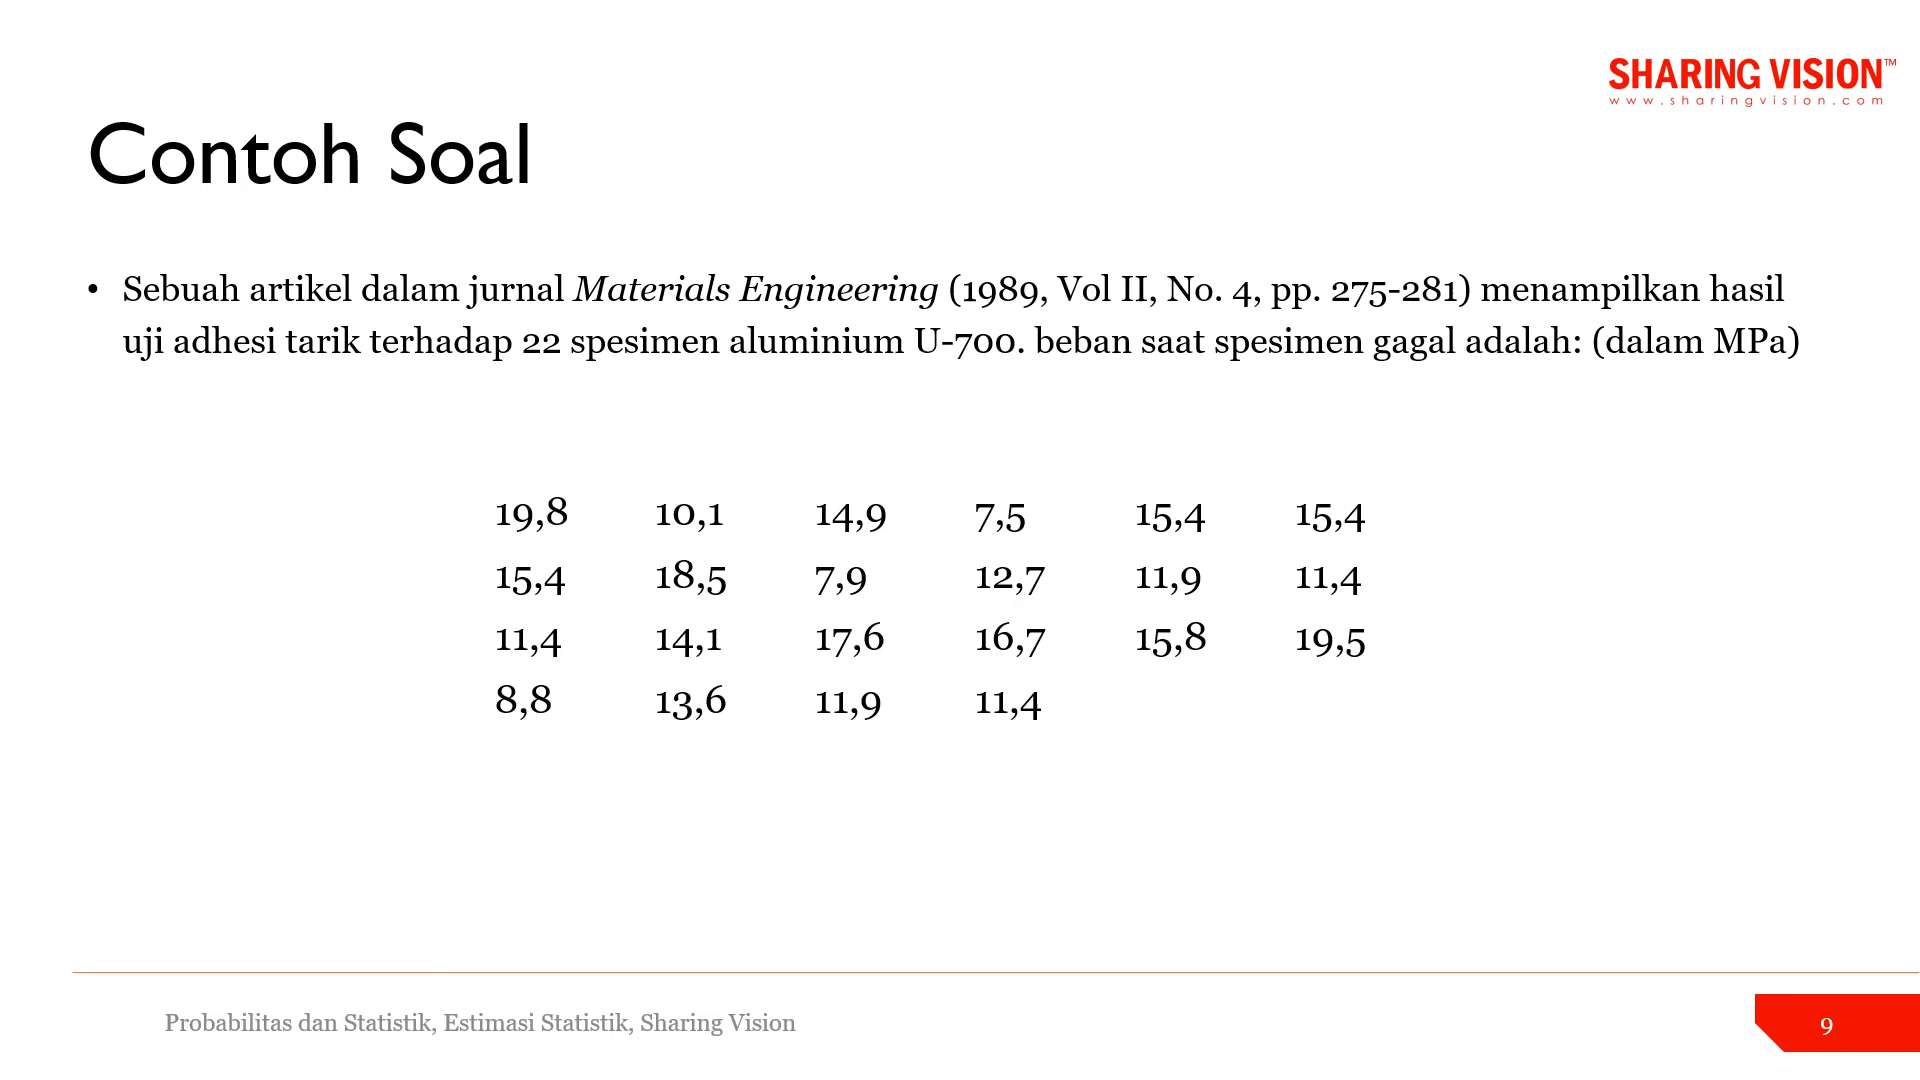 SHARING VISION™
www.sharingvision.com
Contoh Soal
• Sebuah artikel dalam jurnal Materials Engineering (1989, Vol II, No. 4, pp. 275-281) menampilkan hasil
uji adhesi tarik terhadap 22 spesimen aluminium U-700. beban saat spesimen gagal adalah: (dalam MPa)
19,8 10,1 14,9 7,5 15,4 15,4
15,4 18,5 7,9 12,7 11,9 11,4
11,4 14,1 17,6 16,7 15,8 19,5
8,8 13,6 11,9 11,4
Probabilitas dan Statistik, Estimasi Statistik, Sharing Vision
9